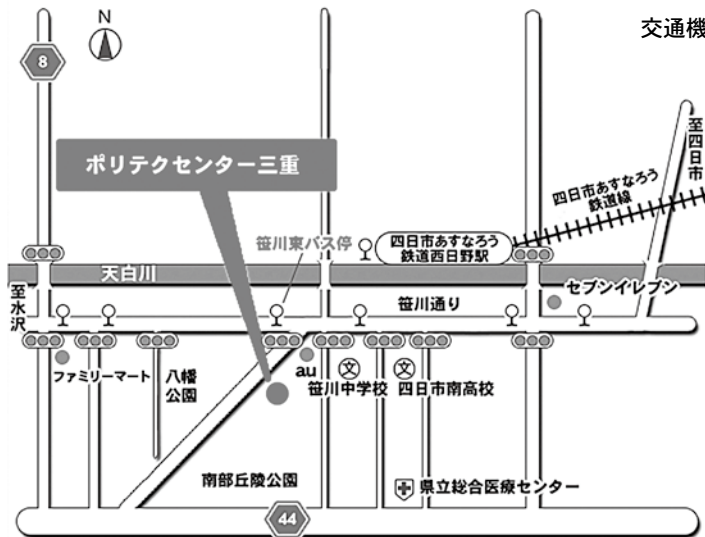 N
交通機
8
至四日市
ポリテクセンター三重
四日市あすなろう
鉄道線
笹川東バス停
四日市あすなろう
鉄道西日野駅
天白川
セブンイレブン
至水沢
笹川通り
ファミリーマート
八幡
公園
au
文
文
笹川中学校
四日市南高校
南部丘陵公園
県立総合医療センター
44